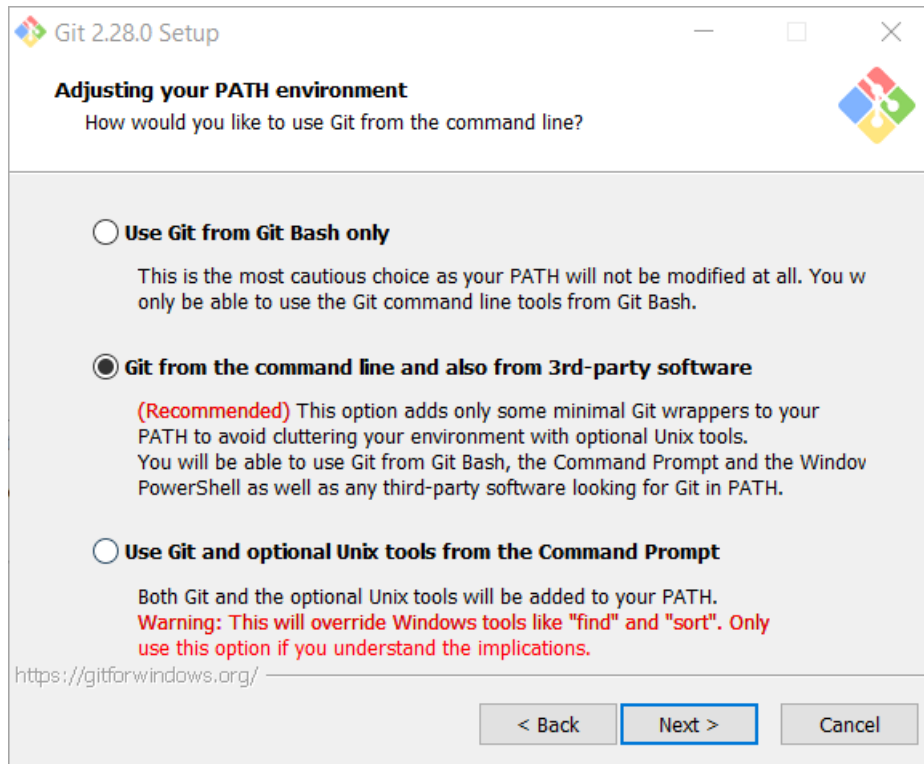 Git 2.28.0 Setup
Adjusting your PATH environment
How would you like to use Git from the command line?
Use Git from Git Bash only
This is the most cautious choice as your PATH will not be modified at all. You w
only be able to use the Git command line tools from Git Bash.
Git from the command line and also from 3rd-party software
(Recommended) This option adds only some minimal Git wrappers to your
PATH to avoid cluttering your environment with optional Unix tools.
You will be able to use Git from Git Bash, the Command Prompt and the Window
PowerShell as well as any third-party software looking for Git in PATH.
Use Git and optional Unix tools from the Command Prompt
Both Git and the optional Unix tools will be added to your PATH.
Warning: This will override Windows tools like "find" and "sort". Only
use this option if you understand the implications.
https://gitforwindows.org/
< Back Next > Cancel